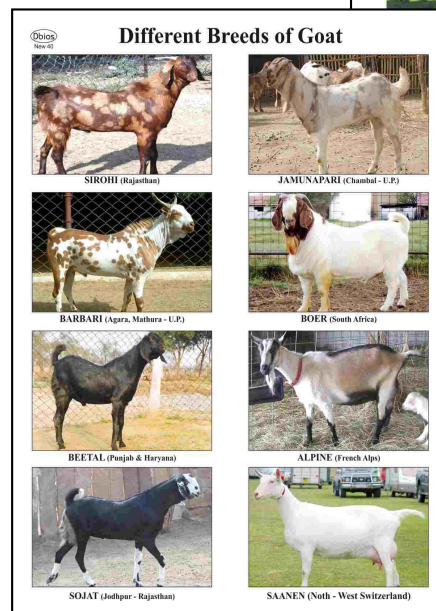 Dbios
New 40
Different Breeds of Goat
SIROHI (Rajasthan)
JAMUNAPARI (Chambal - U.P.)
BARBARI (Agara, Mathura - U.P.)
BOER (South Africa)
BEETAL (Punjab & Haryana)
ALPINE (French Alps)
SOJAT (Jodhpur - Rajasthan)
SAANEN (Noth - West Switzerland)